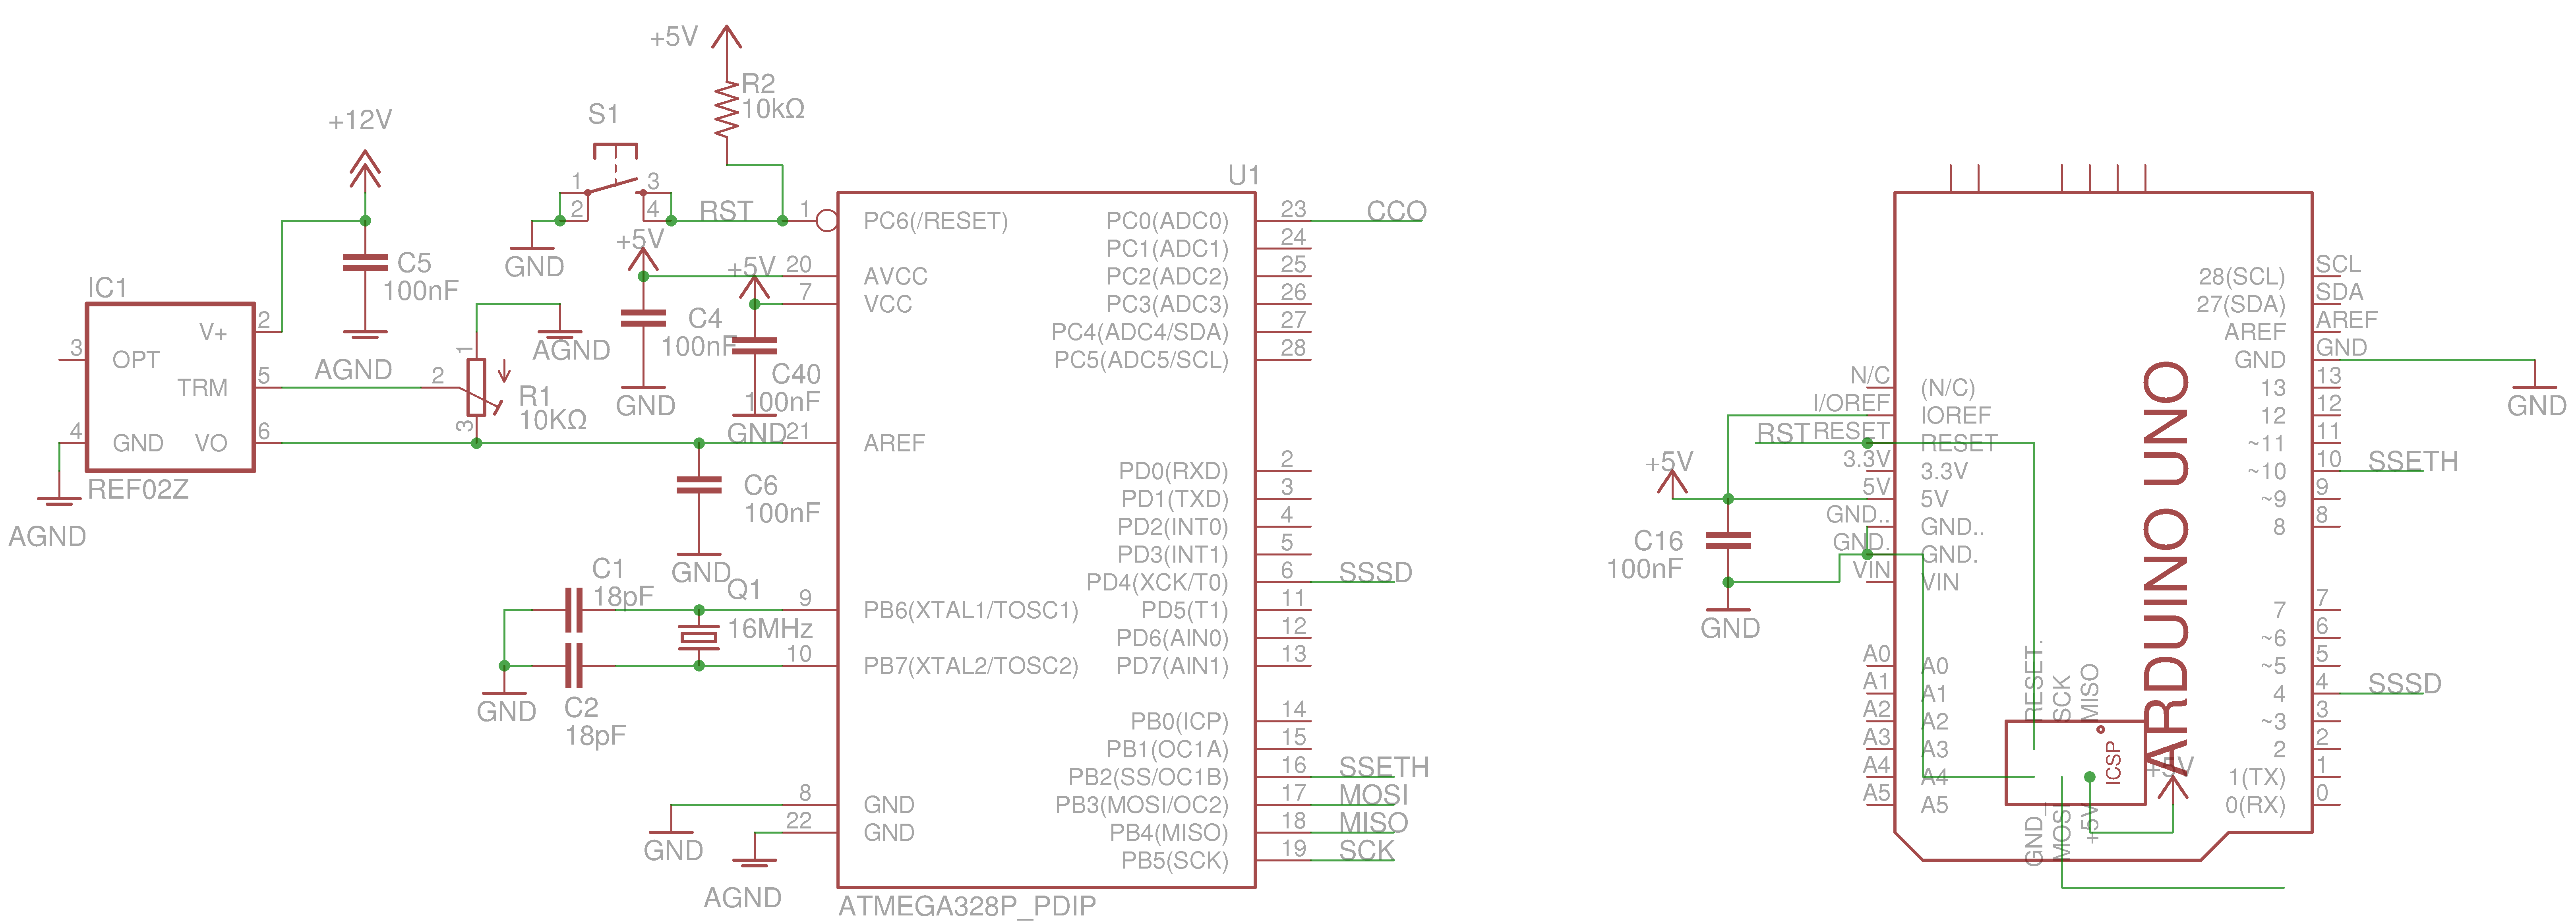 +5V
R2
10kΩ
S1
1
3
2
4
RST
GND
+12V
C5
100nF
AGND
IC1
V+
2
3
OPT
TRM
5
4
GND
VO
6
REF02Z
AGND
AGND
1
2
3
R1
10KΩ
+5V
C4
100nF
GND
+5V
C40
100nF
GND
C6
100nF
GND
C1
18pF
Q1
16MHz
C2
18pF
GND
GND
AGND
U1
1
PC6(/RESET)
20
AVCC
7
VCC
21
AREF
9
PB6(XTAL1/TOSC1)
10
PB7(XTAL2/TOSC2)
8
GND
22
GND
PC0(ADC0)
23
CCO
PC1(ADC1)
24
PC2(ADC2)
25
PC3(ADC3)
26
PC4(ADC4/SDA)
27
PC5(ADC5/SCL)
28
PD0(RXD)
2
PD1(TXD)
3
PD2(INT0)
4
PD3(INT1)
5
PD4(XCK/T0)
6
SSSD
PD5(T1)
11
PD6(AIN0)
12
PD7(AIN1)
13
PB0(ICP)
14
PB1(OC1A)
15
PB2(SS/OC1B)
16
SSETH
PB3(MOSI/OC2)
17
MOSI
PB4(MISO)
18
MISO
PB5(SCK)
19
SCK
ATMEGA328P_PDIP
N/C
(N/C)
I/OREF
IOREF
RST
RESET
RESET
3.3V
3.3V
+5V
5V
5V
GND..
GND..
GND.
GND.
VIN
VIN
C16
100nF
GND
A0
A0
A1
A1
A2
A2
A3
A3
A4
A4
A5
A5
ARDUINO UNO
RESET.
SCK
MISO
ICSP
GND_
MOSI
+5V
+5V
28(SCL)
SCL
27(SDA)
SDA
AREF
AREF
GND
GND
GND
13
13
12
12
~11
11
~10
10
SSETH
~9
9
8
8
7
7
~6
6
~5
5
4
4
SSSD
~3
3
2
2
1(TX)
1
0(RX)
0